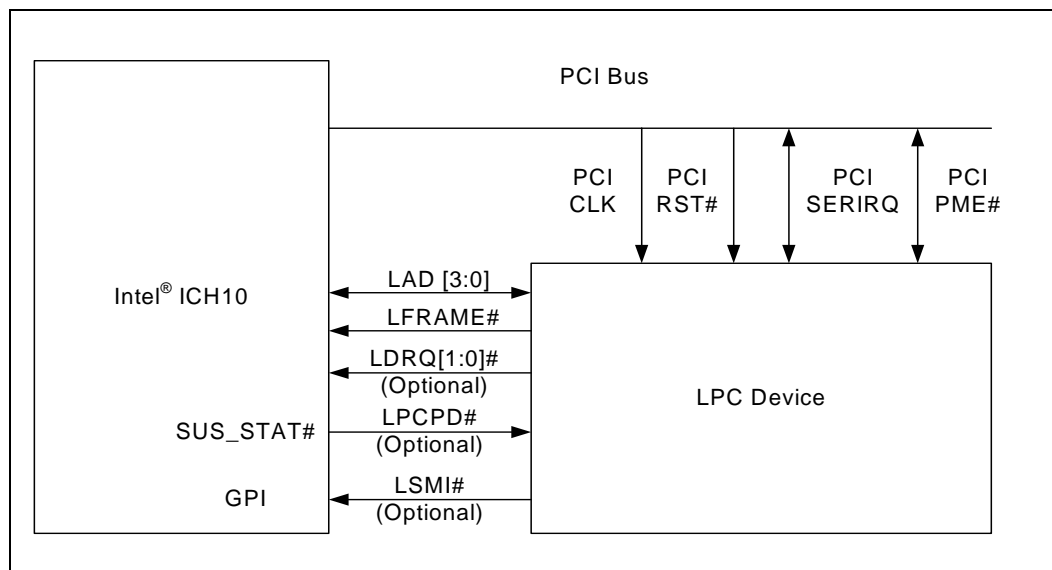 PCI Bus
PCI CLK
PCI RST#
PCI SERIRQ
PCI PME#
Intel® ICH10
LAD [3:0]
LFRAME#
LDRQ[1:0]#
(Optional)
SUS_STAT#
LPCPD#
(Optional)
GPI
LSMI#
(Optional)
LPC Device